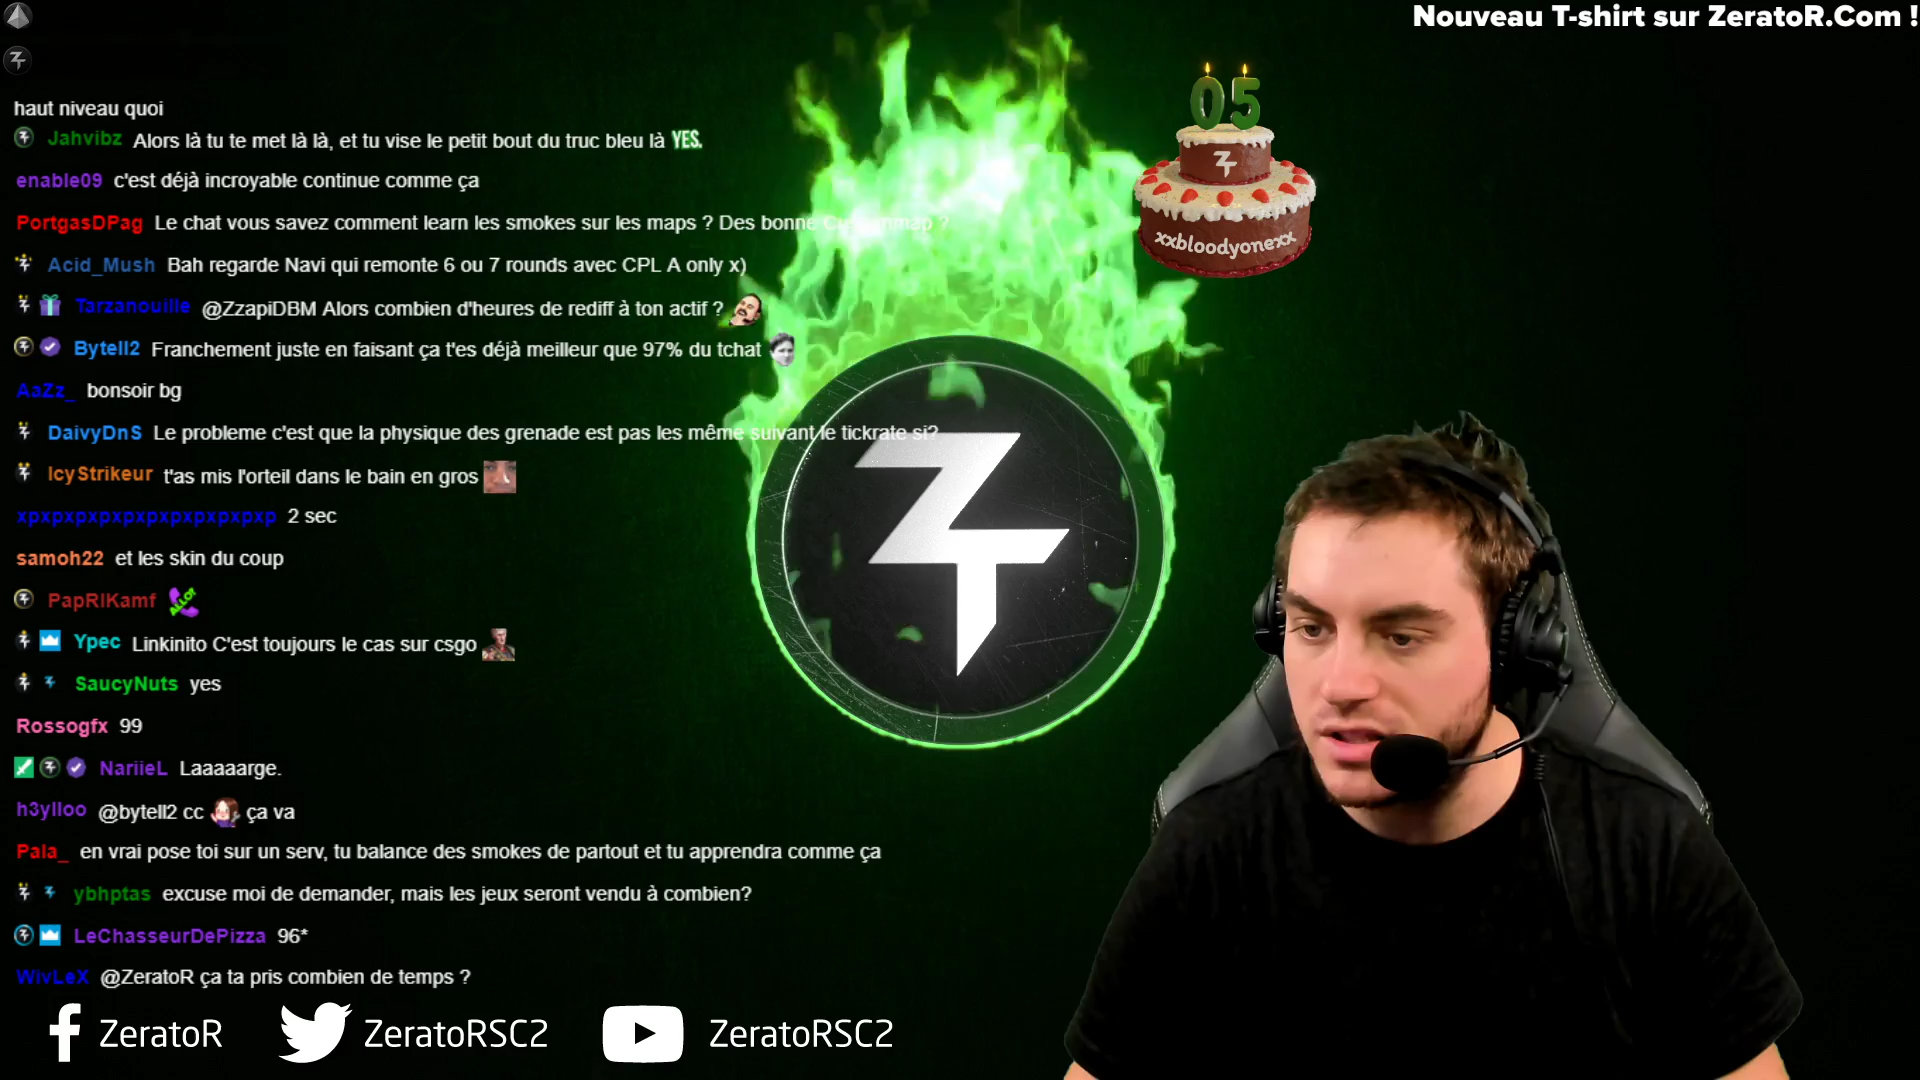 Nouveau T-shirt sur ZeratoR.Com !
haut niveau quoi
Jahvibz Alors là tu te met là là, et tu vise le petit bout du truc bleu là YES.
enable09 c'est déjà incroyable continue comme ça
PortgasDPag Le chat vous savez comment learn les smokes sur les maps ? Des bonne ?
Acid_Mush Bah regarde Navi qui remonte 6 ou 7 rounds avec CPL A only x)
Tarzanouille @ZzapiDBM Alors combien d'heures de rediff à ton actif ?
Bytell2 Franchement juste en faisant ça t'es déjà meilleur que 97% du tchat
AaZz_ bonsoir bg
DaivyDnS Le probleme c'est que la physique des grenade est pas les même suivant le tickrate si?
IcyStrikeur t'as mis l'orteil dans le bain en gros
xpxpxpxpxpxpxpxpxpxpxp 2 sec
samoh22 et les skin du coup
PapRIKamf ALLO?
Ypec Linkinito C'est toujours le cas sur csgo
SaucyNuts yes
Rossogfx 99
NariieL Laaaaarge.
h3ylloo @bytell2 cc ça va
Pala_ en vrai pose toi sur un serv, tu balance des smokes de partout et tu apprendra comme ça
ybhptas excuse moi de demander, mais les jeux seront vendu à combien?
LeChasseurDePizza 96*
WivLeX @ZeratoR ça ta pris combien de temps ?
05
ZT
xxbloodyonexx
ZT
ZeratoR
ZeratoRSC2
ZeratoRSC2